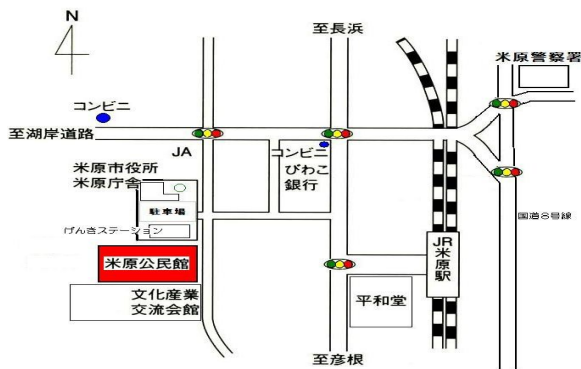 N
至長浜
米原警察署
コンビニ
至湖岸道路
JA
コンビニ
びわこ
銀行
米原市役所
米原庁舎
駐車場
げんきステーション
国道8号線
JR
米原駅
米原公民館
文化産業
交流会館
平和堂
至彦根